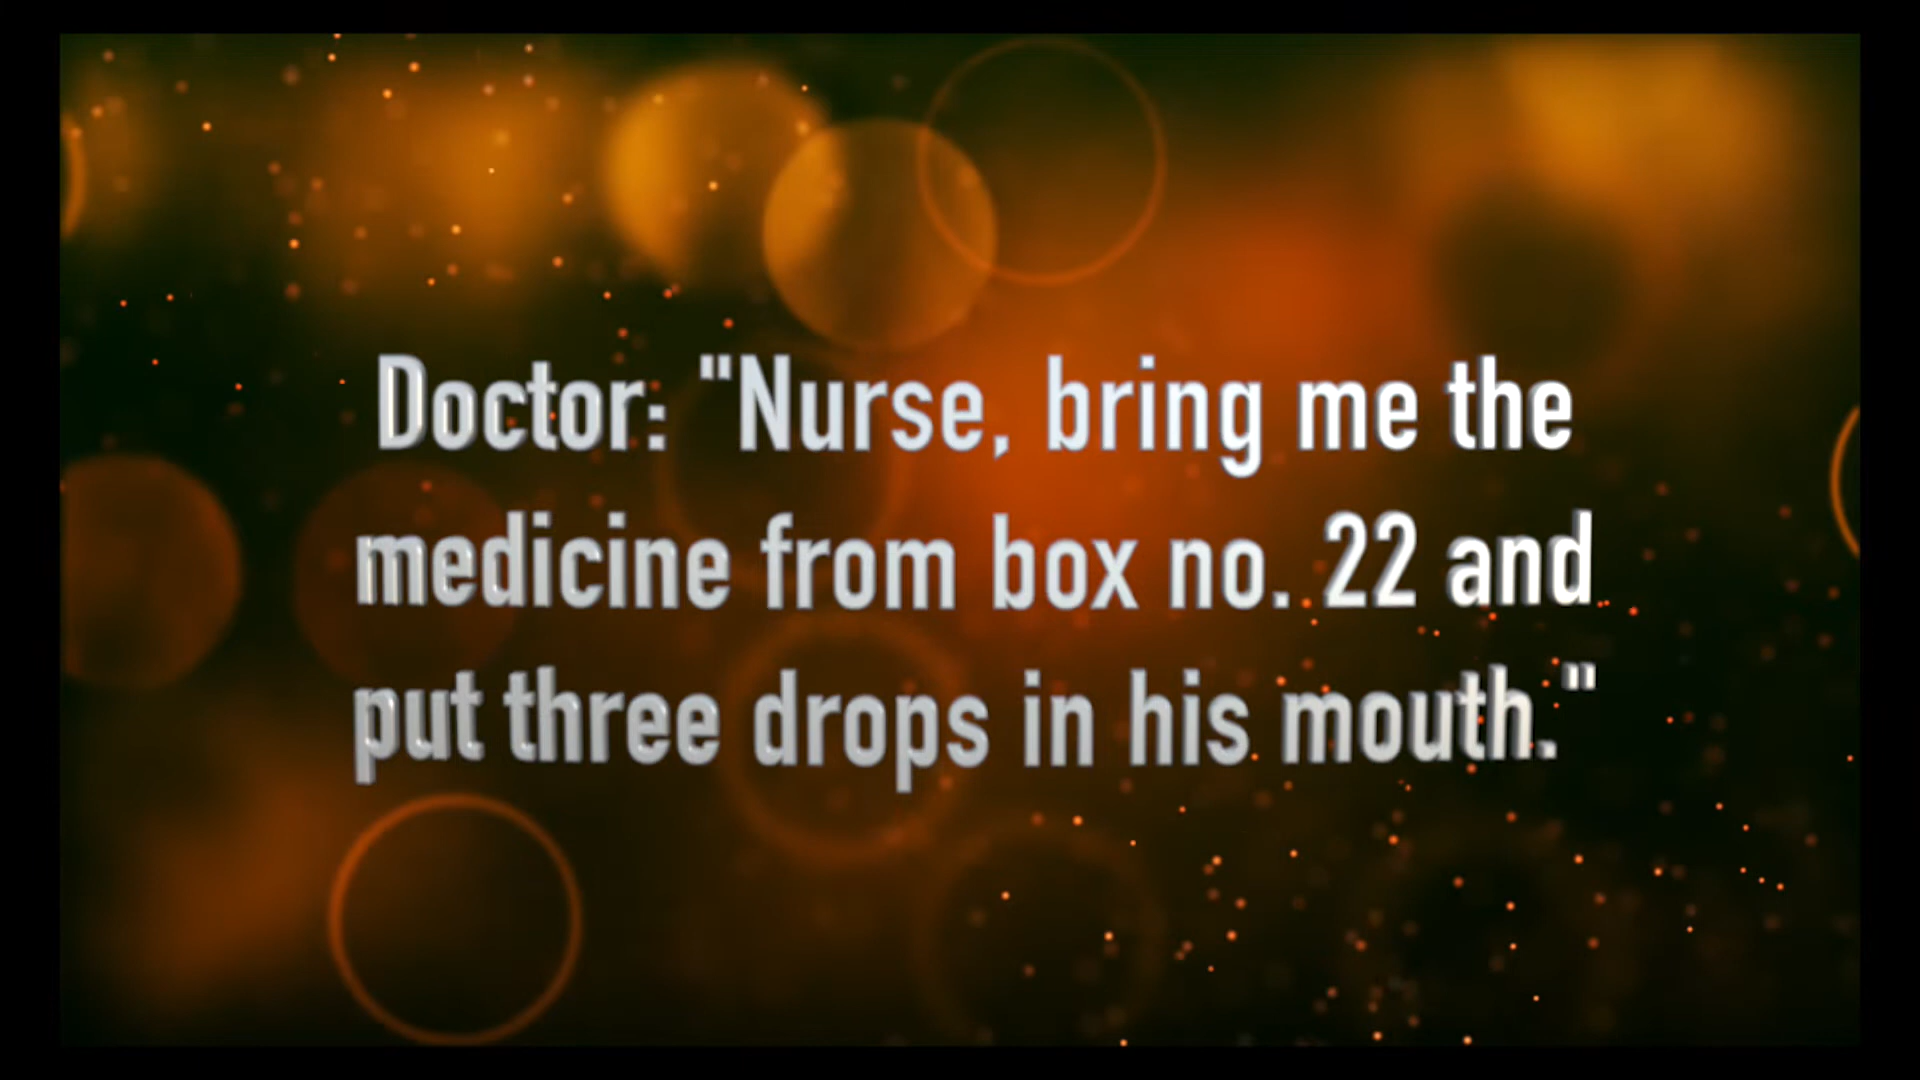 Doctor: "Nurse, bring me the
medicine from box no. 22 and
put three drops in his mouth."